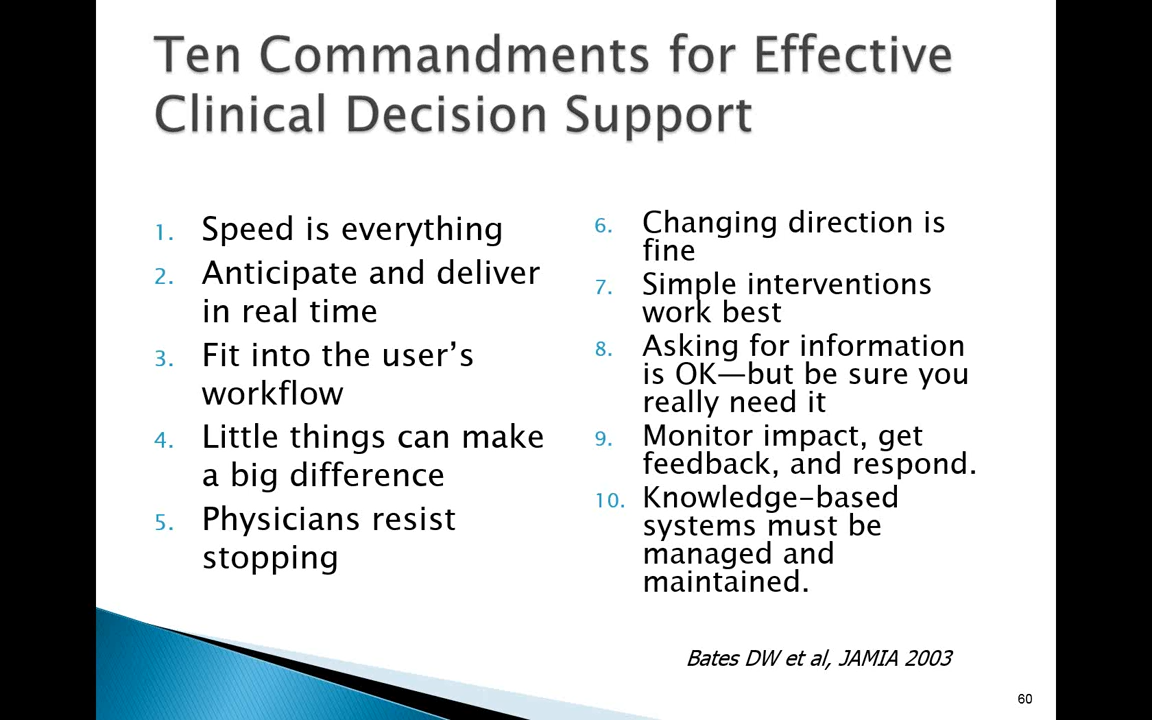 Ten Commandments for Effective
Clinical Decision Support
1. Speed is everything
2. Anticipate and deliver
in real time
3. Fit into the user’s
workflow
4. Little things can make
a big difference
5. Physicians resist
stopping
6. Changing direction is
fine
7. Simple interventions
work best
8. Asking for information
is OK—but be sure you
really need it
9. Monitor impact, get
feedback, and respond.
10. Knowledge-based
systems must be
managed and
maintained.
Bates DW et al, JAMIA 2003
60